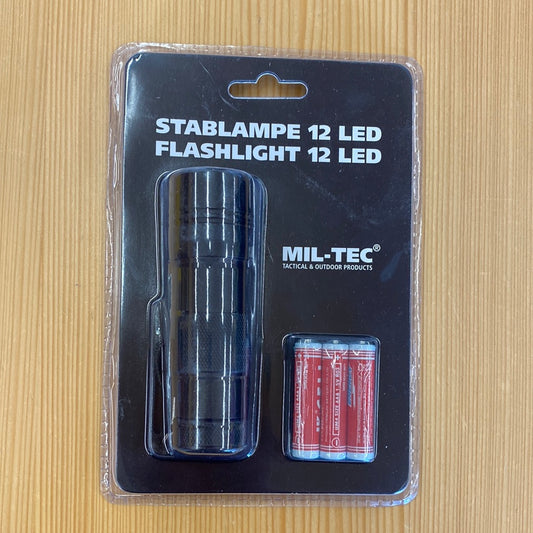 STABLAMPE 12 LED
FLASHLIGHT 12 LED
MIL-TEC®
TACTICAL & OUTDOOR PRODUCTS